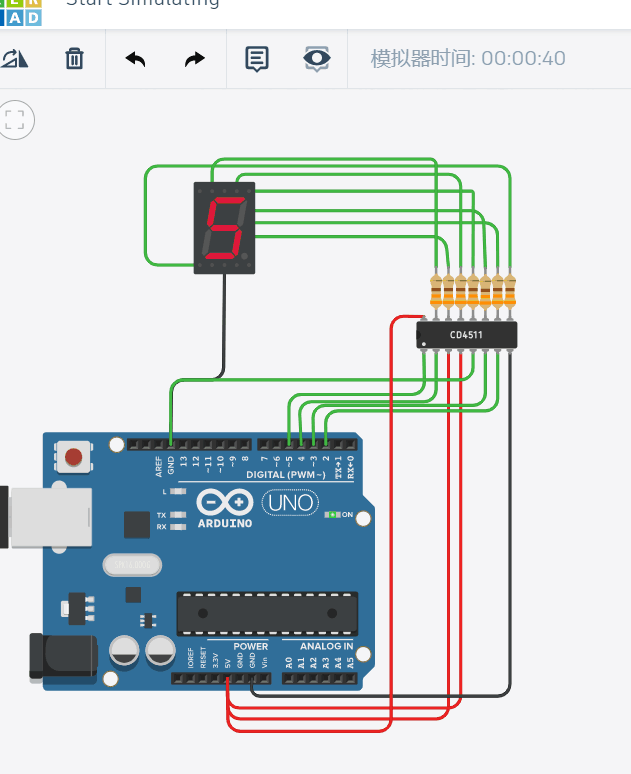 ER
AD
Start Simulating
模拟器时间: 00:00:40
CD4511
AREF
GND
13
12
~11
~10
~9
8
7
~6
~5
4
~3
2
TX→1
RX←0
DIGITAL (PWM~)
L
TX
RX
ARDUINO
UNO
ON
POWER
ANALOG IN
IOREF
RESET
3.3V
5V
GND
GND
Vin
A0
A1
A2
A3
A4
A5